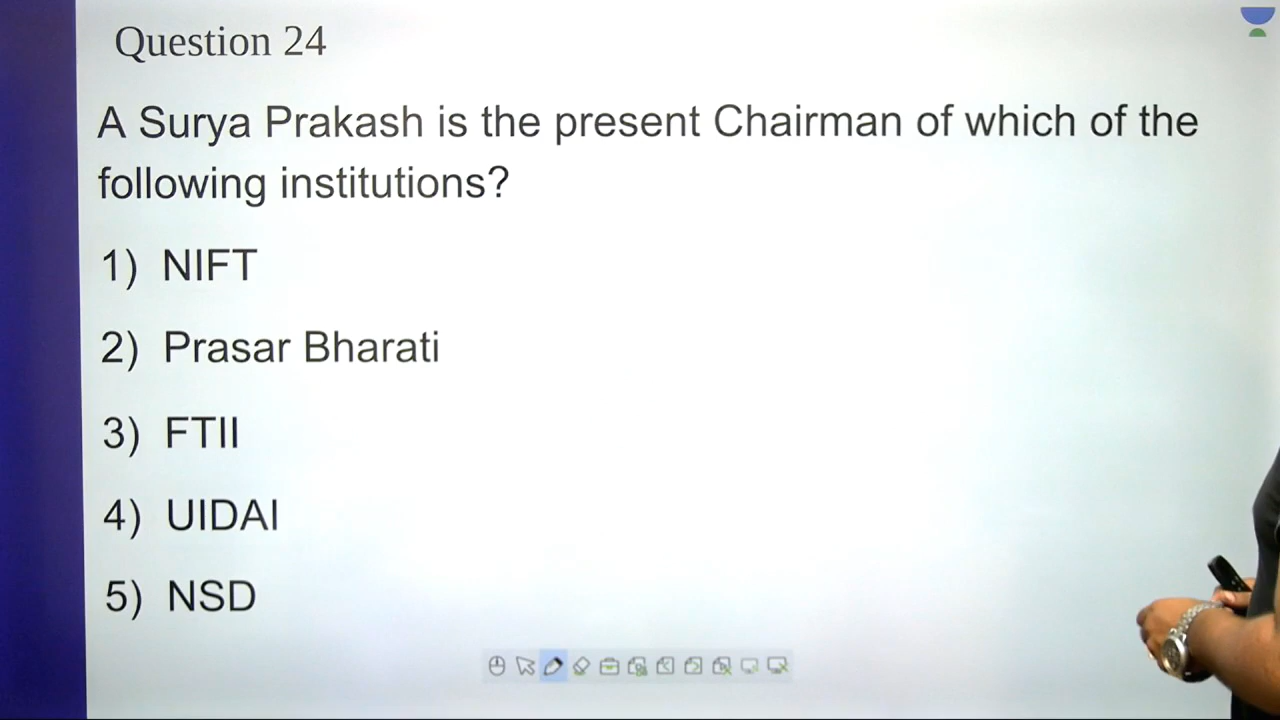 Question 24
A Surya Prakash is the present Chairman of which of the
following institutions?
1) NIFT
2) Prasar Bharati
3) FTII
4) UIDAI
5) NSD